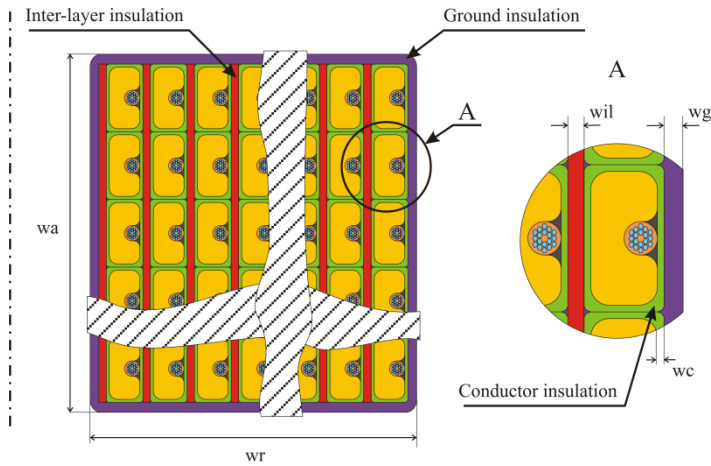 Inter-layer insulation
Ground insulation
A
A
wil
wg
wa
wc
Conductor insulation
wr